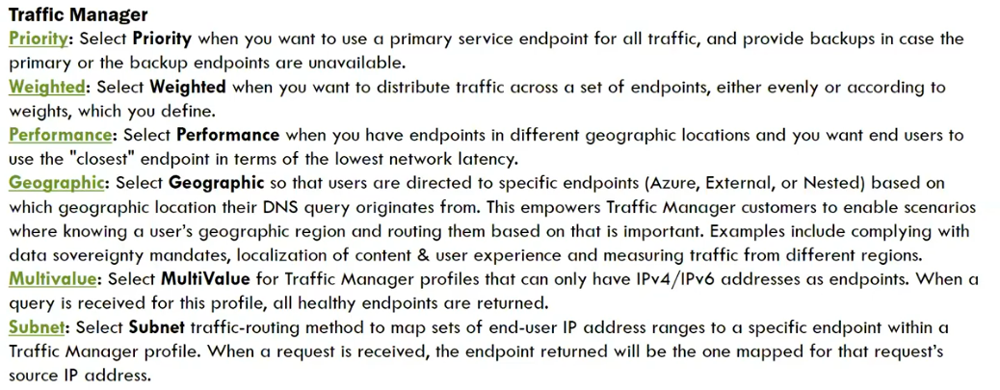 Traffic Manager
Priority: Select Priority when you want to use a primary service endpoint for all traffic, and provide backups in case the
primary or the backup endpoints are unavailable.
Weighted: Select Weighted when you want to distribute traffic across a set of endpoints, either evenly or according to
weights, which you define.
Performance: Select Performance when you have endpoints in different geographic locations and you want end users to
use the "closest" endpoint in terms of the lowest network latency.
Geographic: Select Geographic so that users are directed to specific endpoints (Azure, External, or Nested) based on
which geographic location their DNS query originates from. This empowers Traffic Manager customers to enable scenarios
where knowing a user's geographic region and routing them based on that is important. Examples include complying with
data sovereignty mandates, localization of content & user experience and measuring traffic from different regions.
Multivalue: Select MultiValue for Traffic Manager profiles that can only have IPv4/IPv6 addresses as endpoints. When a
query is received for this profile, all healthy endpoints are returned.
Subnet: Select Subnet traffic-routing method to map sets of end-user IP address ranges to a specific endpoint within a
Traffic Manager profile. When a request is received, the endpoint returned will be the one mapped for that request's
source IP address.